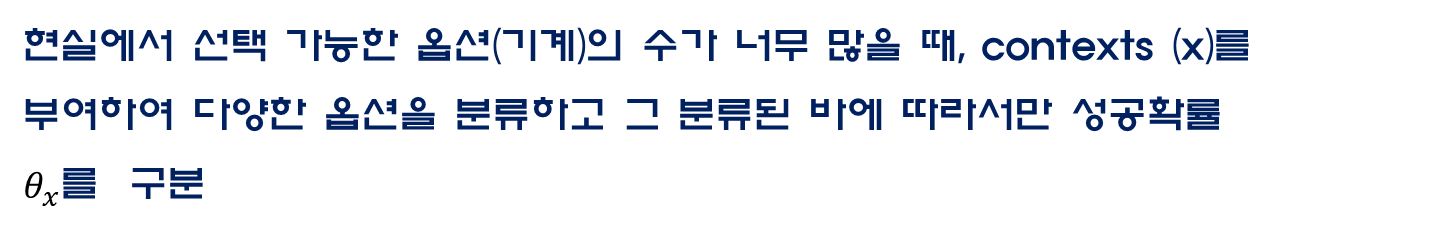 현실에서 선택 가능한 옵션(기계)의 수가 너무 많을 때, contexts (x)를
부여하여 다양한 옵션을 분류하고 그 분류된 바에 따라서만 성공확률
θₓ를 구분